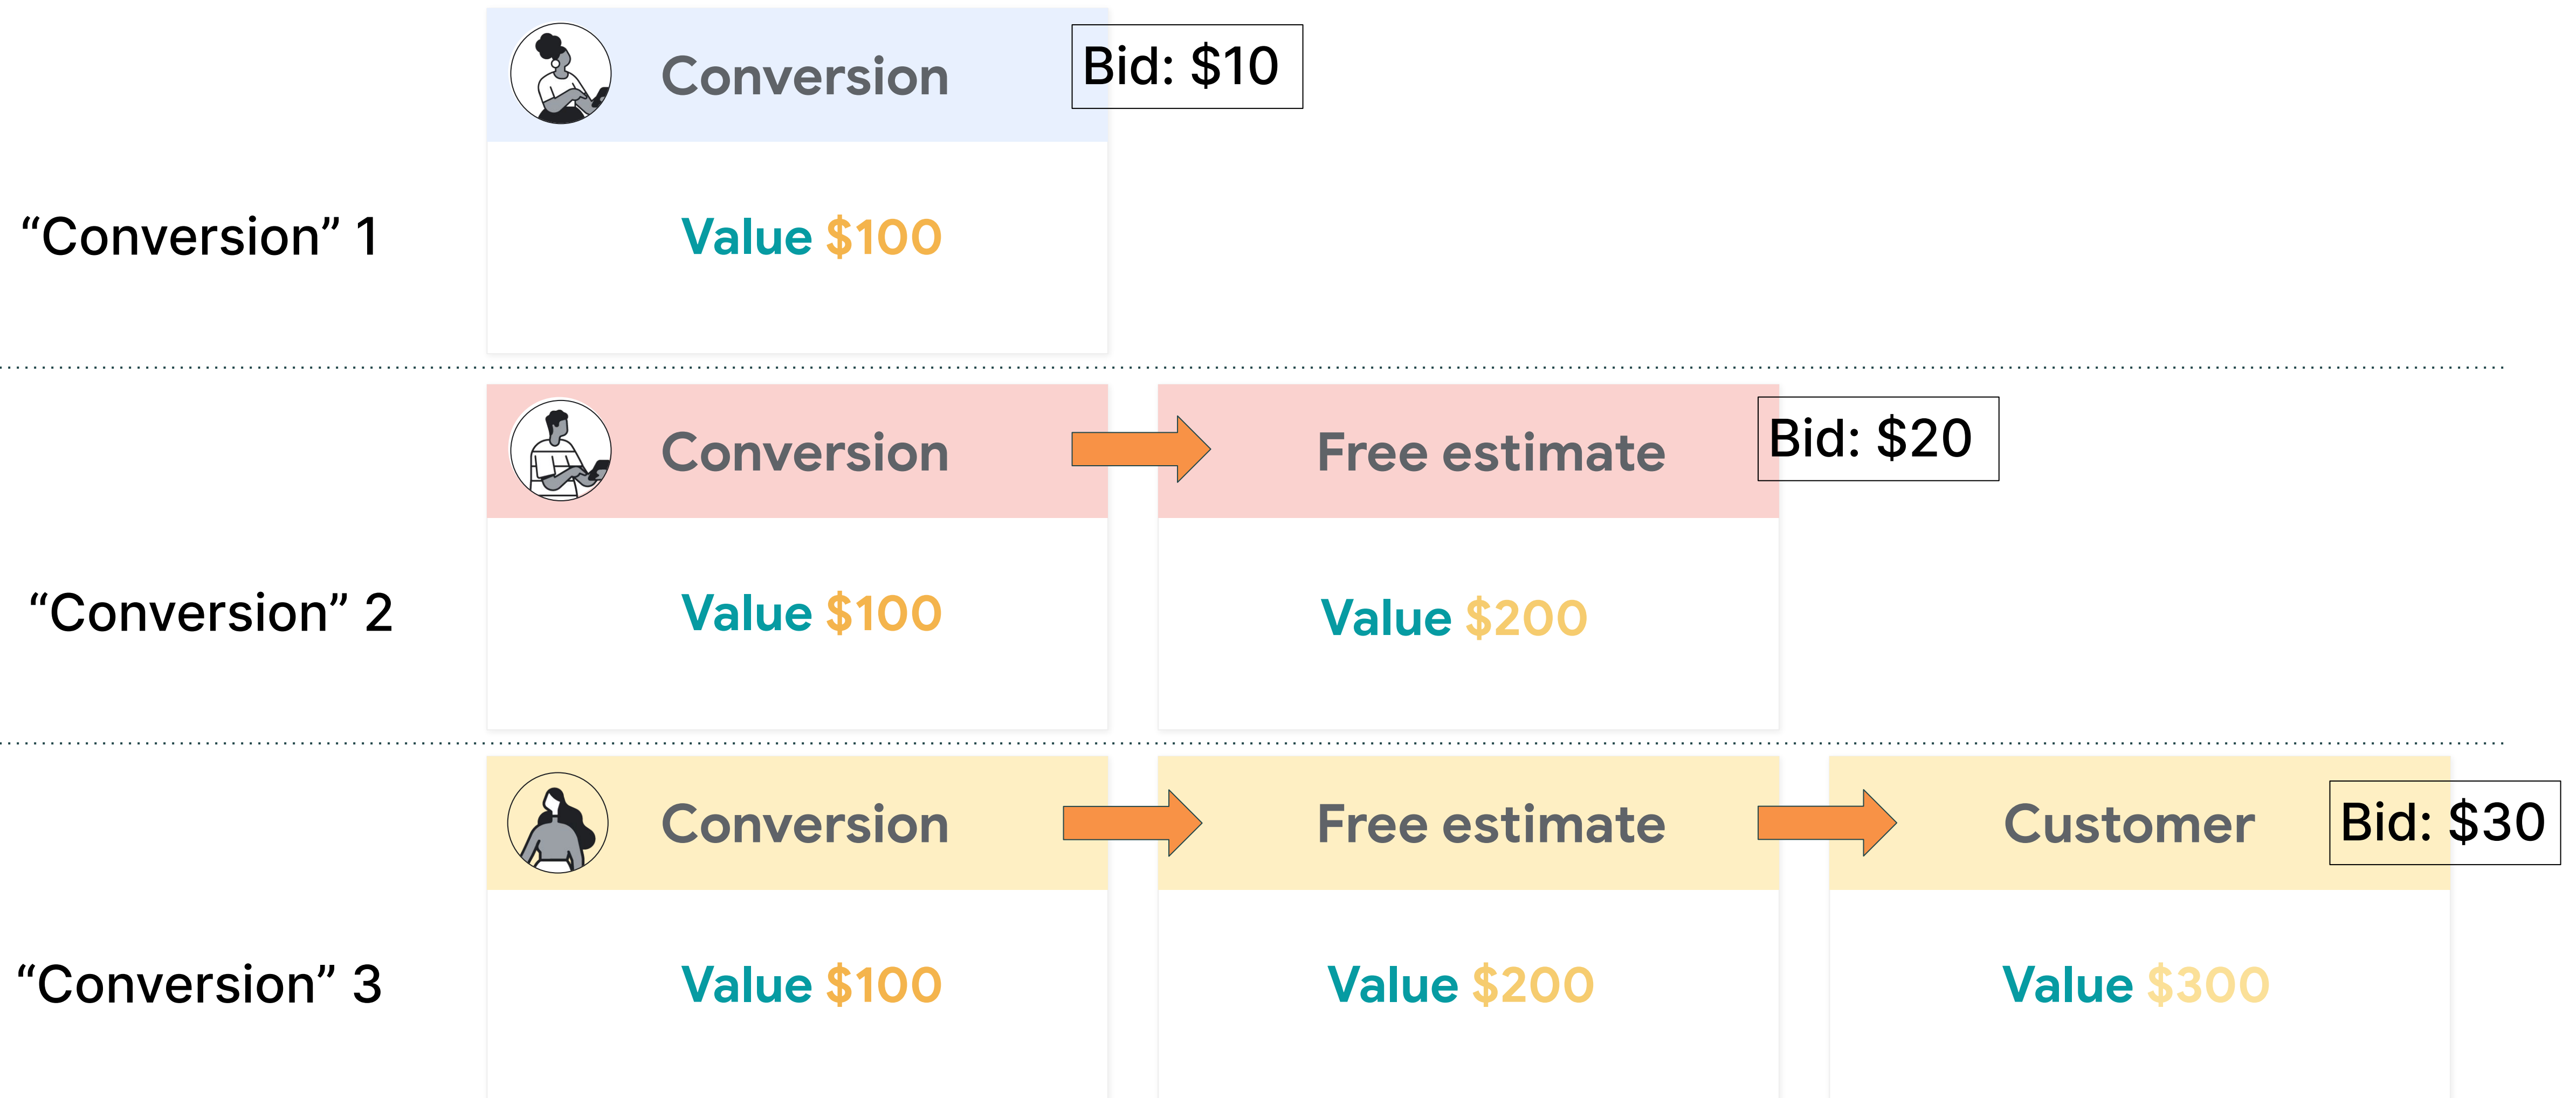 Conversion
Bid: $10
“Conversion” 1
Value $100
Conversion
Free estimate
Bid: $20
“Conversion” 2
Value $100
Value $200
Conversion
Free estimate
Customer
Bid: $30
“Conversion” 3
Value $100
Value $200
Value $300